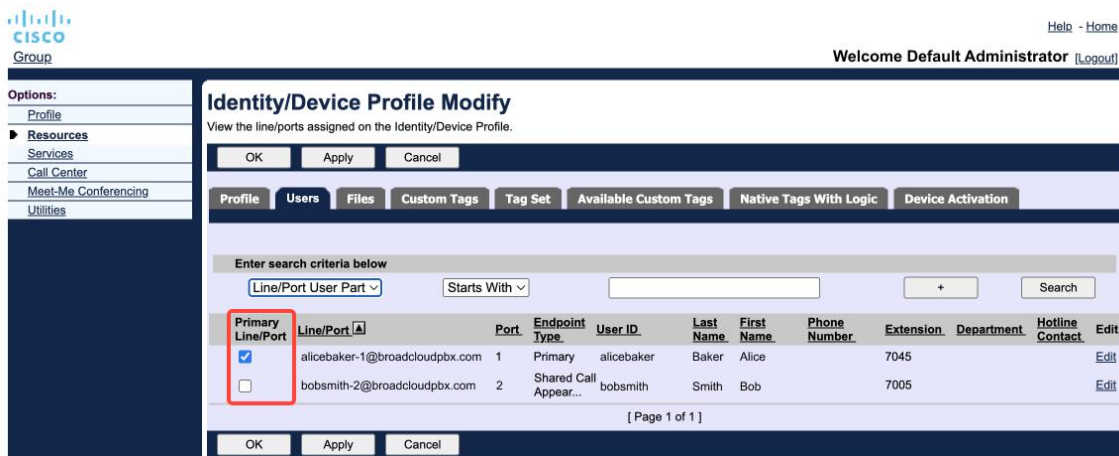 CISCO
Help - Home
Group
Welcome Default Administrator [Logout]
Options:
Profile
Resources
Services
Call Center
Meet-Me Conferencing
Utilities
Identity/Device Profile Modify
View the line/ports assigned on the Identity/Device Profile.
OK Apply Cancel
Profile Users Files Custom Tags Tag Set Available Custom Tags Native Tags With Logic Device Activation
Enter search criteria below
Line/Port User Part Starts With + Search
Primary Line/Port Line/Port Port Endpoint Type User ID Last Name First Name Phone Number Extension Department Hotline Contact Edit
alicebaker-1@broadcloudpbx.com 1 Primary alicebaker Baker Alice 7045 Edit
bobsmith-2@broadcloudpbx.com 2 Shared Call Appear... bobsmith Smith Bob 7005 Edit
[ Page 1 of 1 ]
OK Apply Cancel